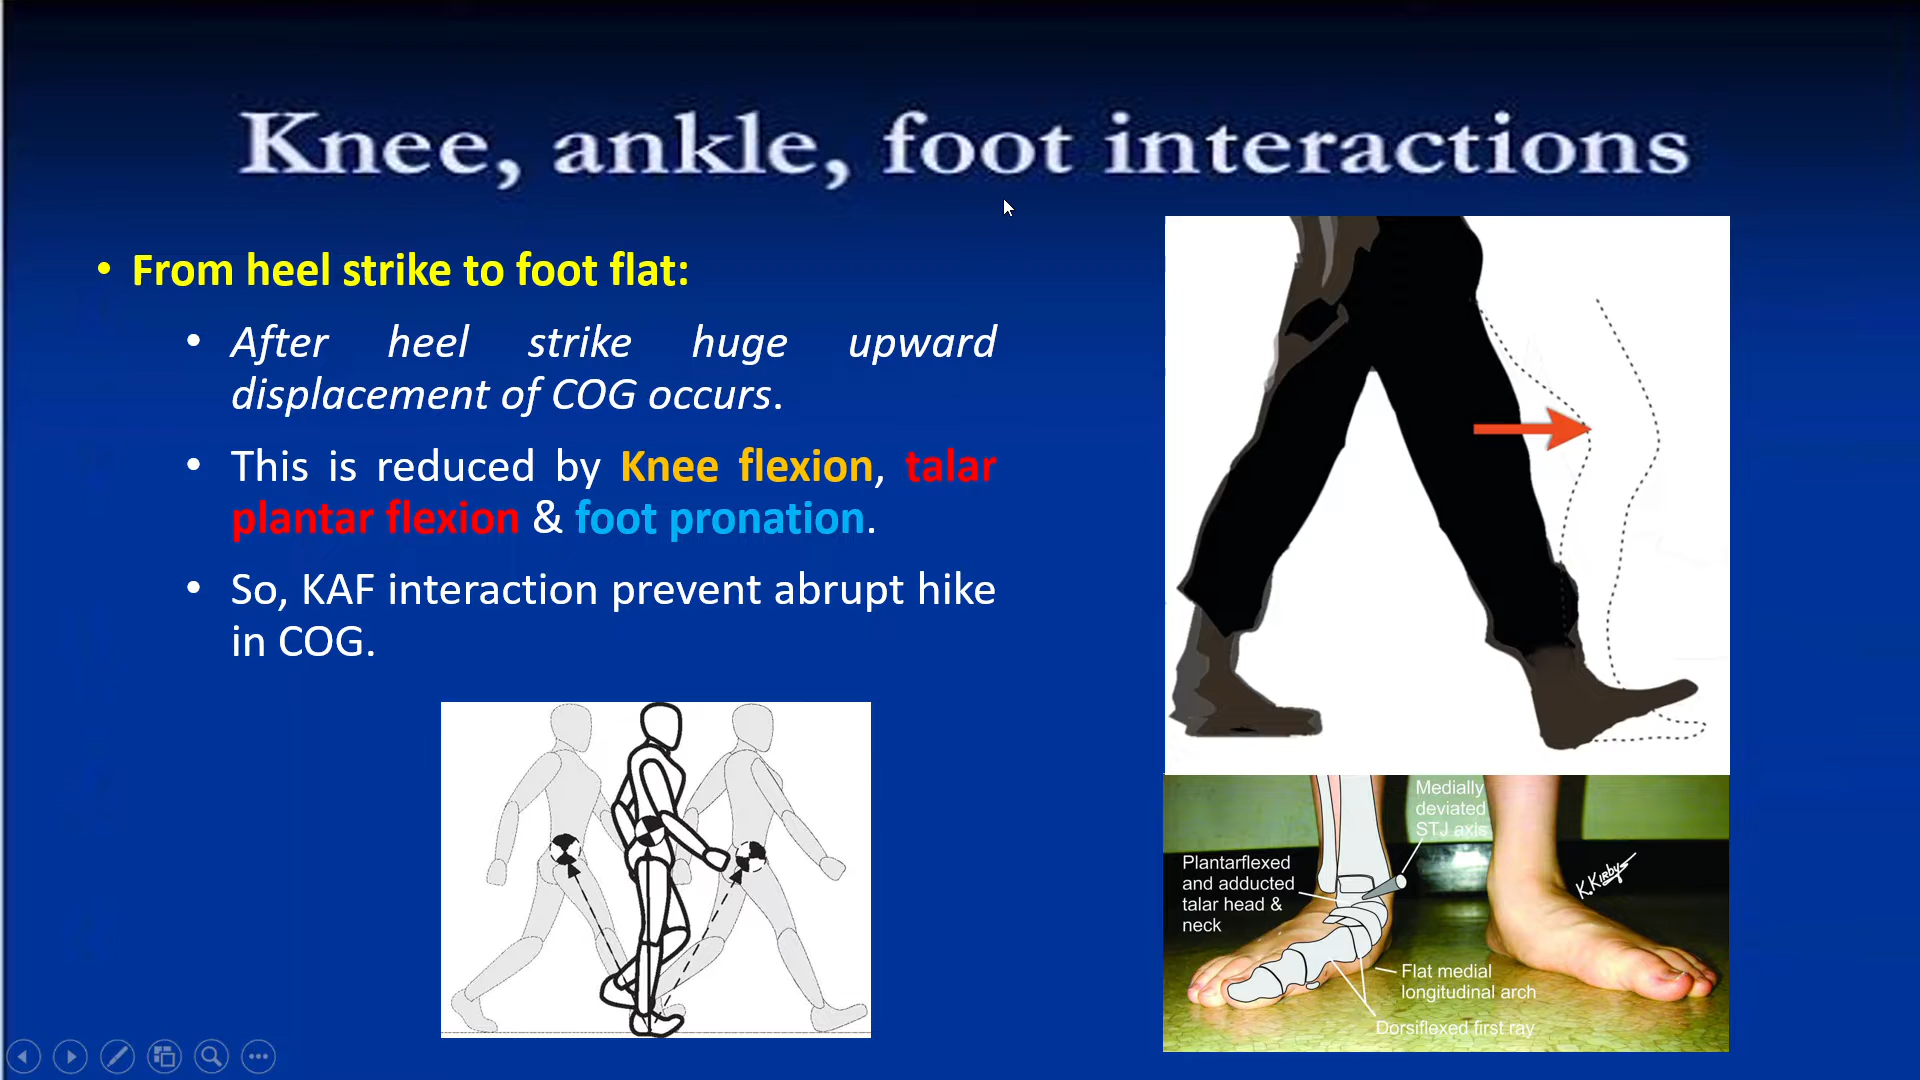 Knee, ankle, foot interactions
• From heel strike to foot flat:
• After heel strike huge upward
displacement of COG occurs.
• This is reduced by Knee flexion, talar
plantar flexion & foot pronation.
• So, KAF interaction prevent abrupt hike
in COG.
Medially
deviated
STJ axis
Plantarflexed
and adducted
talar head &
neck
K.Kirby
Flat medial
longitudinal arch
Dorsiflexed first ray